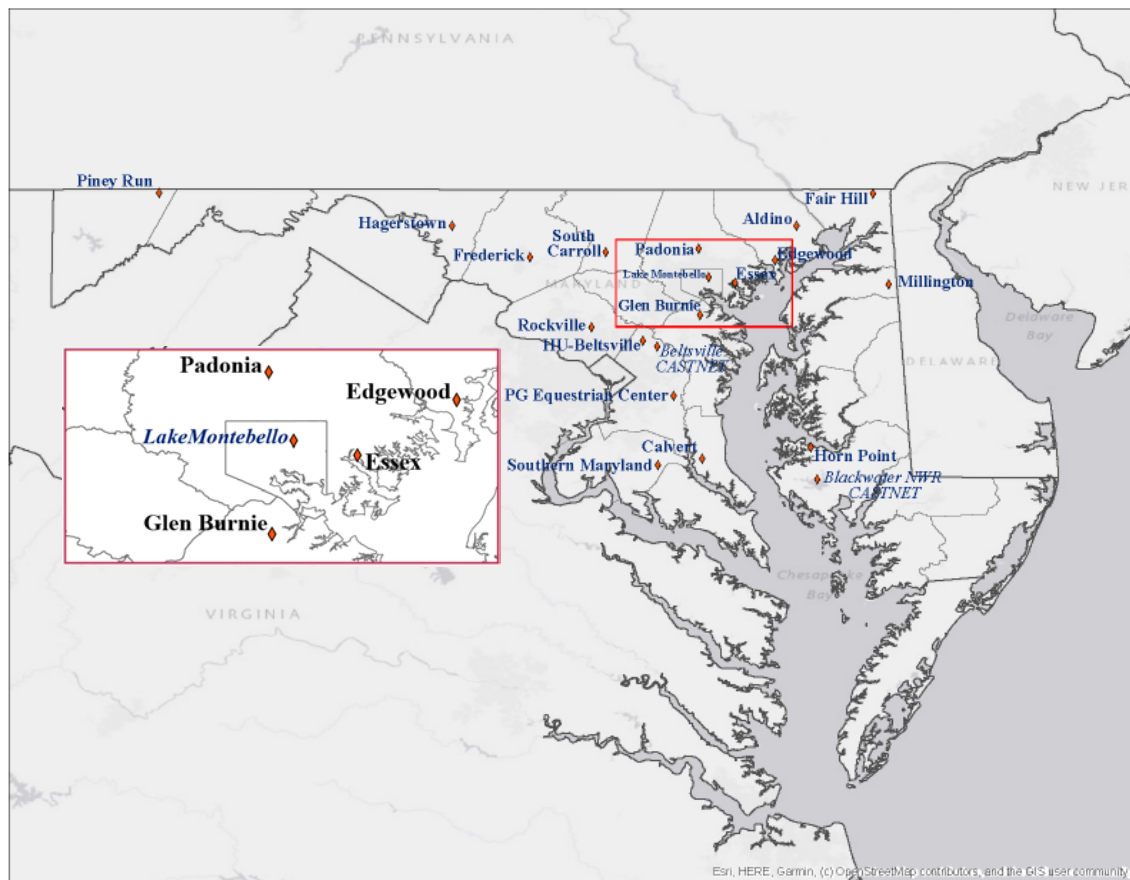 PENNSYLVANIA
Piney Run
Fair Hill
NEW JER
Hagerstown
Aldino
South
Carroll
Frederick
Padonia
Edgewood
Lake Montebello
Essex
MARYLAND
Millington
Glen Burnie
Rockville
Delaware
Bay
HU-Beltsville
Beltsville
CASTNET
DELAWARE
PG Equestrian Center
Calvert
Southern Maryland
Horn Point
Blackwater NWR
CASTNET
Padonia
Edgewood
LakeMontebello
Essex
Glen Burnie
Chesapeake
Bay
VIRGINIA
Esri, HERE, Garmin, (c) OpenStreetMap contributors, and the GIS user community